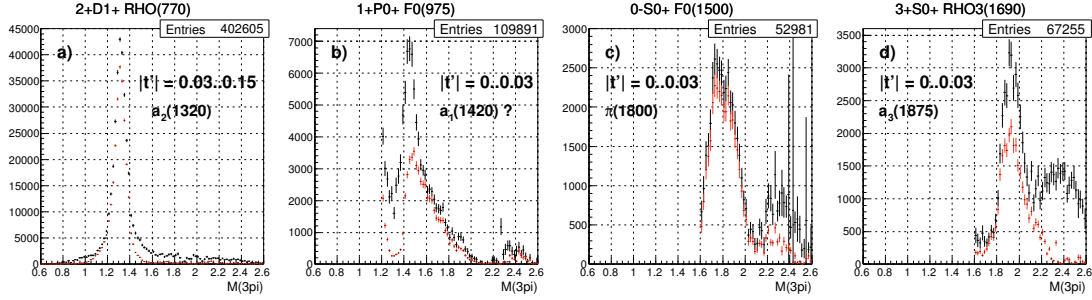 2+D1+ RHO(770)
Entries 402605
a)
|t'| = 0.03..0.15
a2(1320)
45000
40000
35000
30000
25000
20000
15000
10000
5000
0
0.6 0.8 1.0 1.2 1.4 1.6 1.8 2 2.2 2.4 2.6
M(3pi)
1+P0+ F0(975)
Entries 109891
b)
|t'| = 0..0.03
a1(1420) ?
7000
6000
5000
4000
3000
2000
1000
0
0.6 0.8 1.0 1.2 1.4 1.6 1.8 2 2.2 2.4 2.6
M(3pi)
0-S0+ F0(1500)
Entries 52981
c)
|t'| = 0..0.03
π(1800)
3000
2500
2000
1500
1000
500
0
0.6 0.8 1.0 1.2 1.4 1.6 1.8 2 2.2 2.4 2.6
M(3pi)
3+S0+ RHO3(1690)
Entries 67255
d)
|t'| = 0..0.03
a3(1875)
3500
3000
2500
2000
1500
1000
500
0
0.6 0.8 1.0 1.2 1.4 1.6 1.8 2 2.2 2.4 2.6
M(3pi)